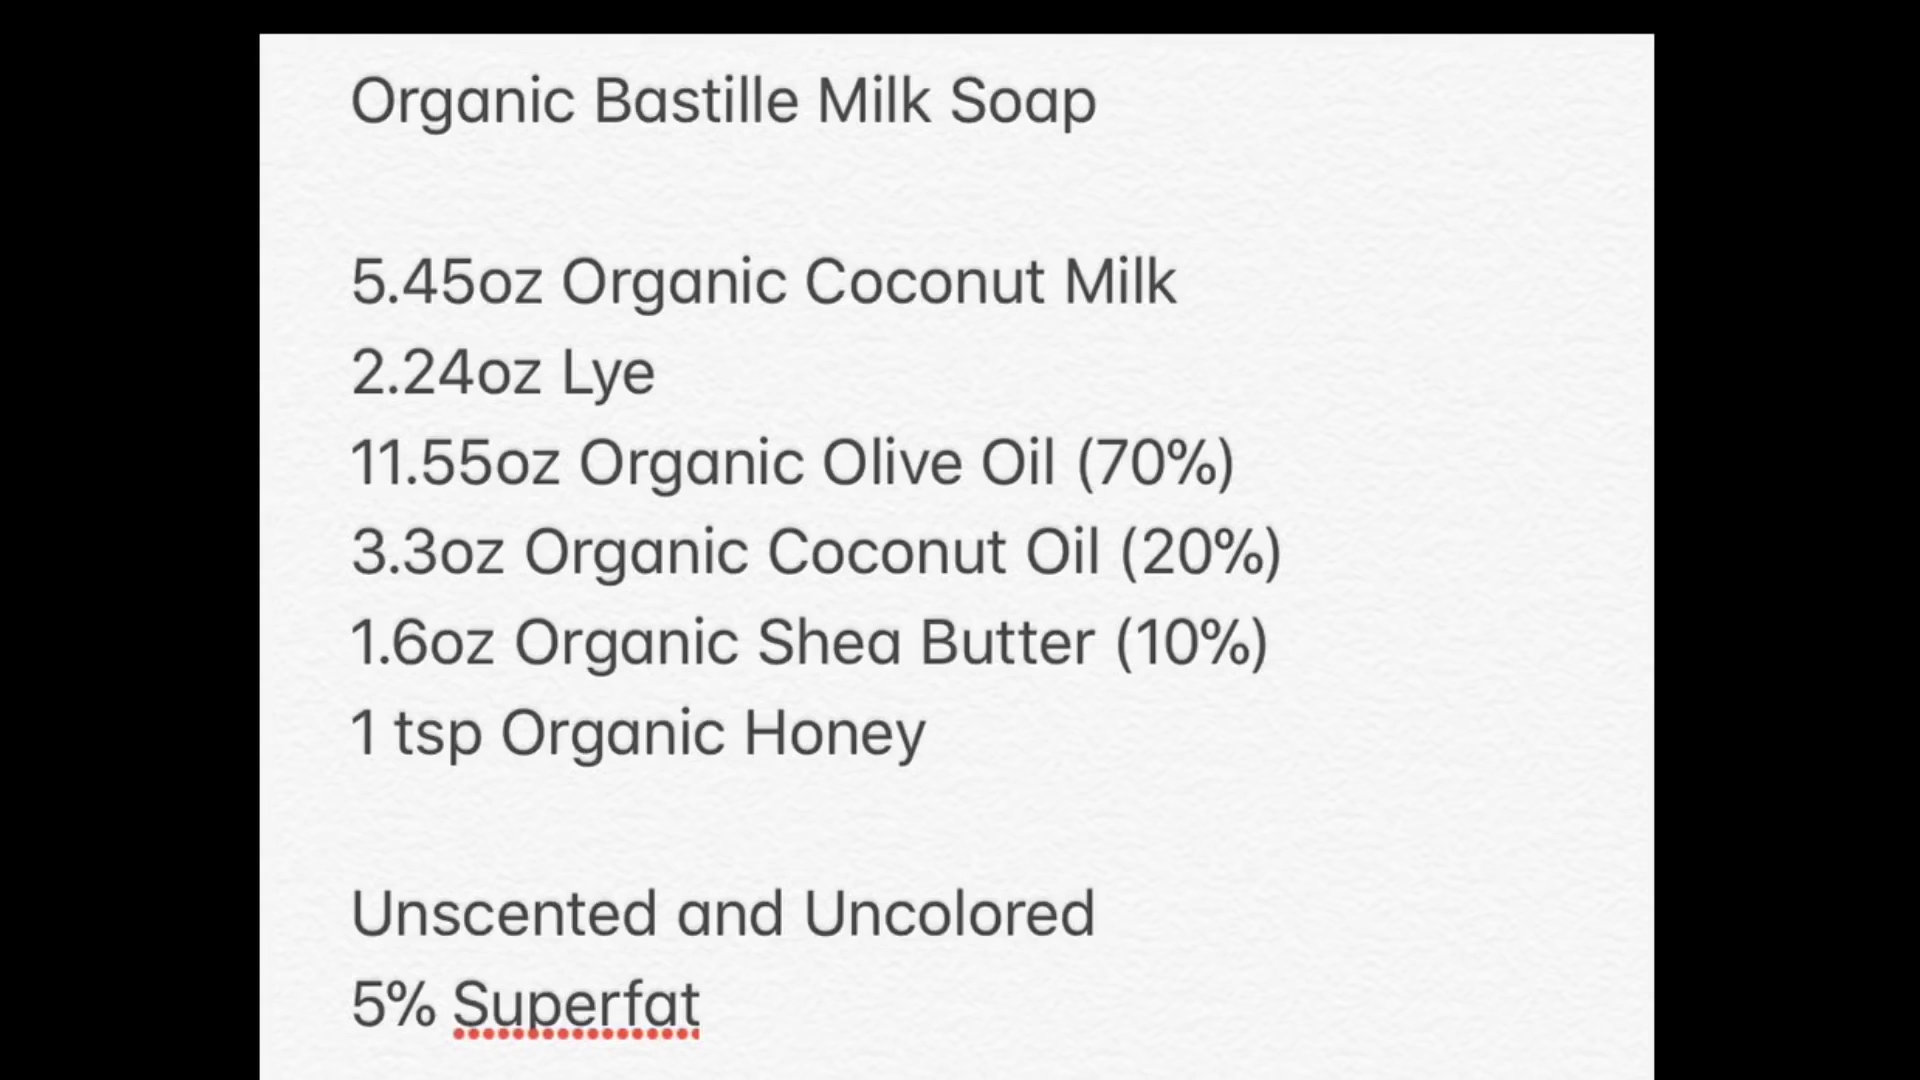 Organic Bastille Milk Soap
5.45oz Organic Coconut Milk
2.24oz Lye
11.55oz Organic Olive Oil (70%)
3.3oz Organic Coconut Oil (20%)
1.6oz Organic Shea Butter (10%)
1 tsp Organic Honey
Unscented and Uncolored
5% Superfat